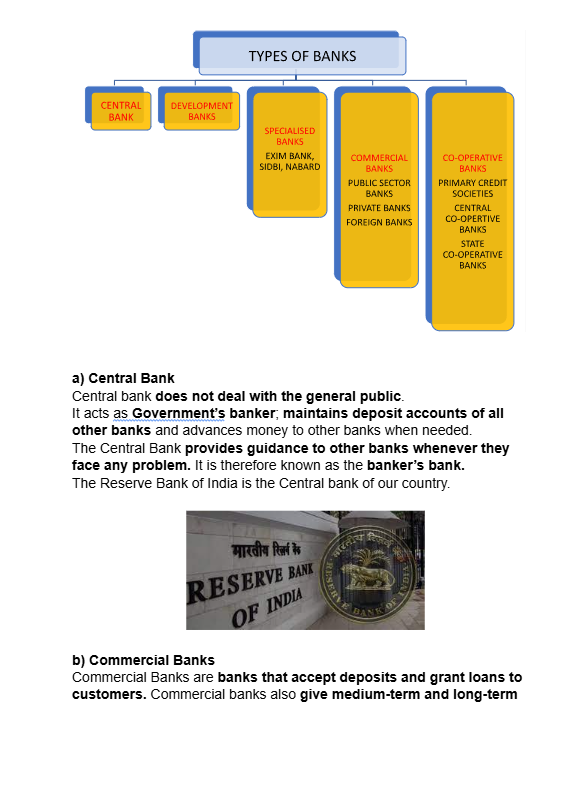 TYPES OF BANKS
CENTRAL
BANK
DEVELOPMENT
BANKS
SPECIALISED
BANKS
EXIM BANK,
SIDBI, NABARD
COMMERCIAL
BANKS
PUBLIC SECTOR
BANKS
PRIVATE BANKS
FOREIGN BANKS
CO-OPERATIVE
BANKS
PRIMARY CREDIT
SOCIETIES
CENTRAL
CO-OPERTIVE
BANKS
STATE
CO-OPERATIVE
BANKS
a) Central Bank
Central bank does not deal with the general public.
It acts as Government's banker; maintains deposit accounts of all
other banks and advances money to other banks when needed.
The Central Bank provides guidance to other banks whenever they
face any problem. It is therefore known as the banker's bank.
The Reserve Bank of India is the Central bank of our country.
भारतीय रिज़र्व बैंक
RESERVE BANK
OF INDIA
भारतीय रिज़र्व बैंक
RESERVE BANK OF INDIA
b) Commercial Banks
Commercial Banks are banks that accept deposits and grant loans to
customers. Commercial banks also give medium-term and long-term